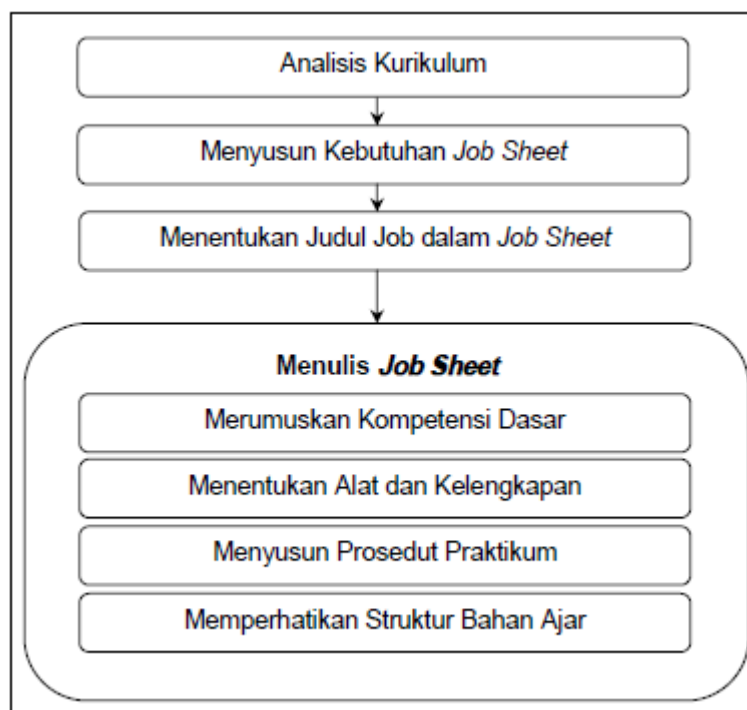 Analisis Kurikulum
Menyusun Kebutuhan Job Sheet
Menentukan Judul Job dalam Job Sheet
Menulis Job Sheet
Merumuskan Kompetensi Dasar
Menentukan Alat dan Kelengkapan
Menyusun Prosedut Praktikum
Memperhatikan Struktur Bahan Ajar